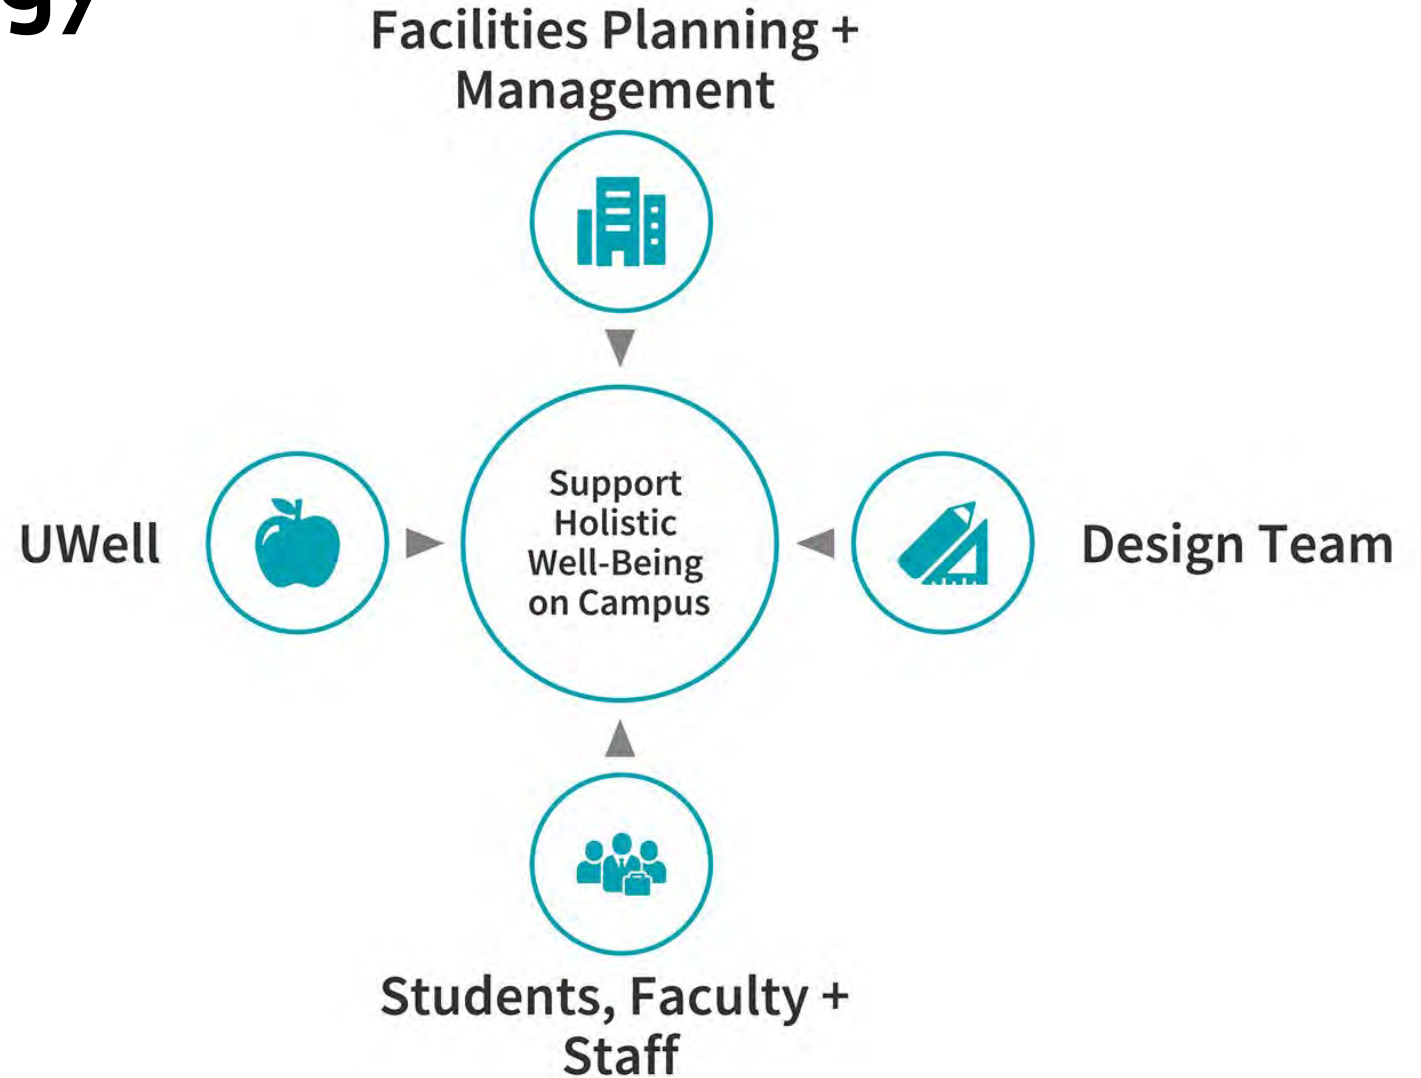 Facilities Planning +
Management
Support
Holistic
Well-Being
on Campus
UWell
Design Team
Students, Faculty +
Staff